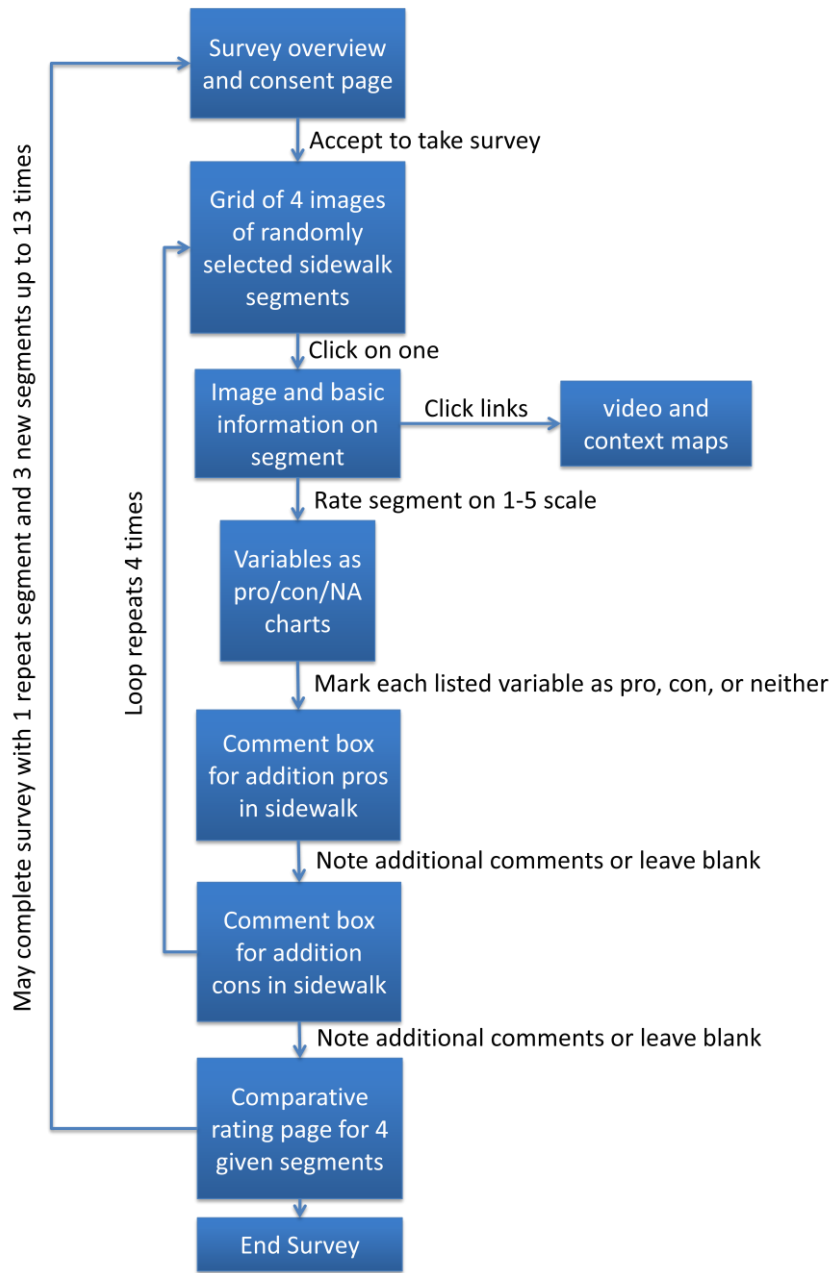 Survey overview
and consent page
Accept to take survey
Grid of 4 images
of randomly
selected sidewalk
segments
Click on one
Image and basic
information on
segment
Click links
video and
context maps
Rate segment on 1-5 scale
Variables as
pro/con/NA
charts
Mark each listed variable as pro, con, or neither
Comment box
for addition pros
in sidewalk
Note additional comments or leave blank
Comment box
for addition
cons in sidewalk
Note additional comments or leave blank
Comparative
rating page for 4
given segments
End Survey
Loop repeats 4 times
May complete survey with 1 repeat segment and 3 new segments up to 13 times